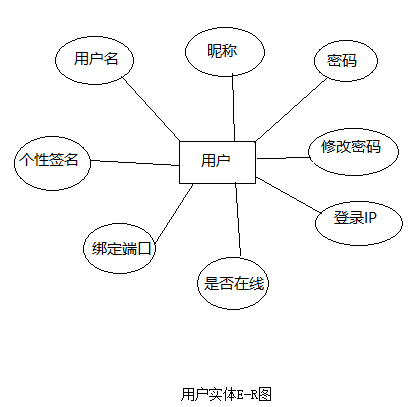 昵称
用户名
密码
修改密码
个性签名
用户
登录IP
绑定端口
是否在线
用户实体E-R图